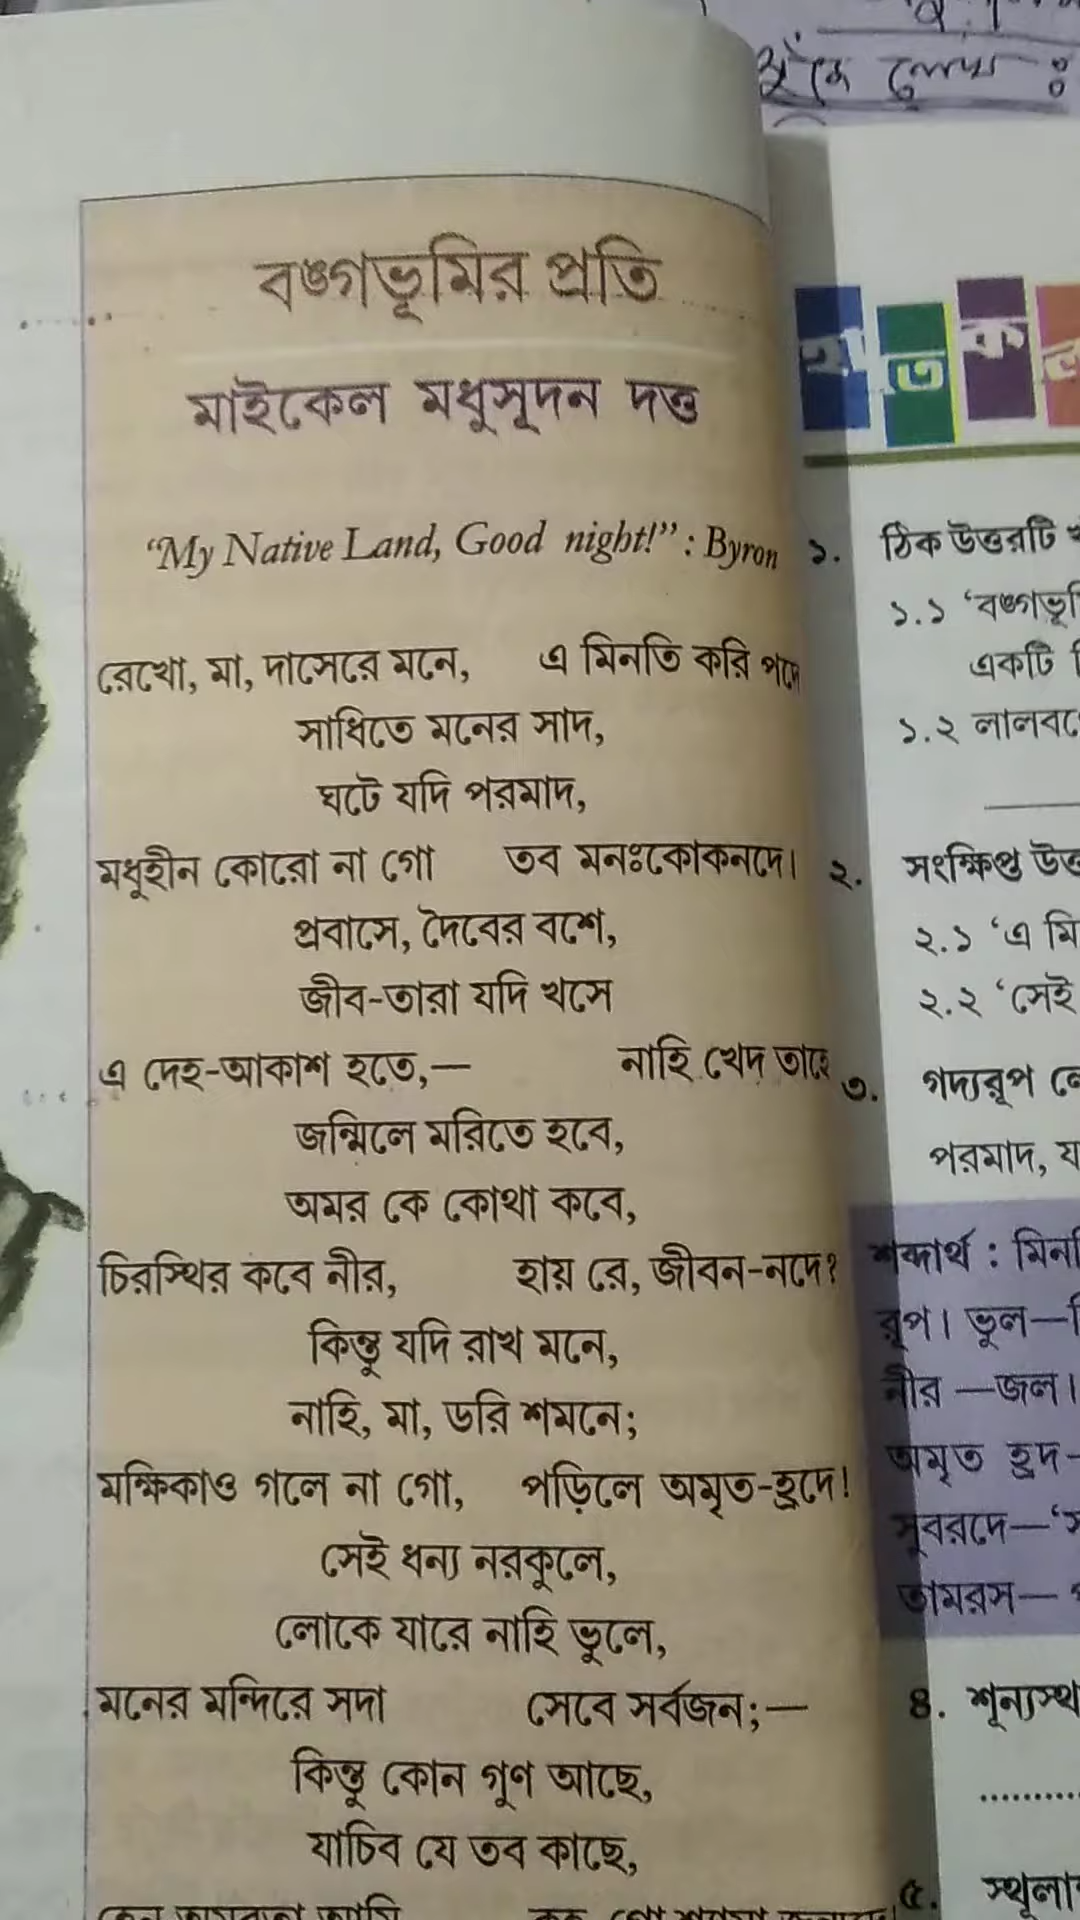 বঙ্গভূমির প্রতি
মাইকেল মধুসূদন দত্ত
“My Native Land, Good night!” : Byron
রেখো, মা, দাসেরে মনে, এ মিনতি করি পদে
সাধিতে মনের সাদ,
ঘটে যদি পরমাদ,
মধুহীন কোরো না গো তব মনঃকোকনদে।
প্রবাসে, দৈবের বশে,
জীব-তারা যদি খসে
এ দেহ-আকাশ হতে,— নাহি খেদ তাহে
জন্মিলে মরিতে হবে,
অমর কে কোথা কবে,
চিরস্থির কবে নীর, হায় রে, জীবন-নদে?
কিন্তু যদি রাখ মনে,
নাহি, মা, ডরি শমনে;
মক্ষিকাও গলে না গো, পড়িলে অমৃত-হ্রদে!
সেই ধন্য নরকুলে,
লোকে যারে নাহি ভুলে,
মনের মন্দিরে সদা সেবে সর্বজন;—
কিন্তু কোন গুণ আছে,
যাচিব যে তব কাছে,
লেখ :
হাতকল
১. ঠিক উত্তরটি
১.১ ‘বঙ্গভূমি
একটি
১.২ লালবর্ণে
২. সংক্ষিপ্ত উত্ত
২.১ ‘এ মি
২.২ ‘সেই
৩. গদ্যরূপ
পরমাদ, য
শব্দার্থ : মিনতি
রূপ। ভুল—
নীর —জল।
অমৃত হ্রদ-
সুবরদে—‘স
তামরস—
৪. শূন্যস্থ
৫. স্থূলা